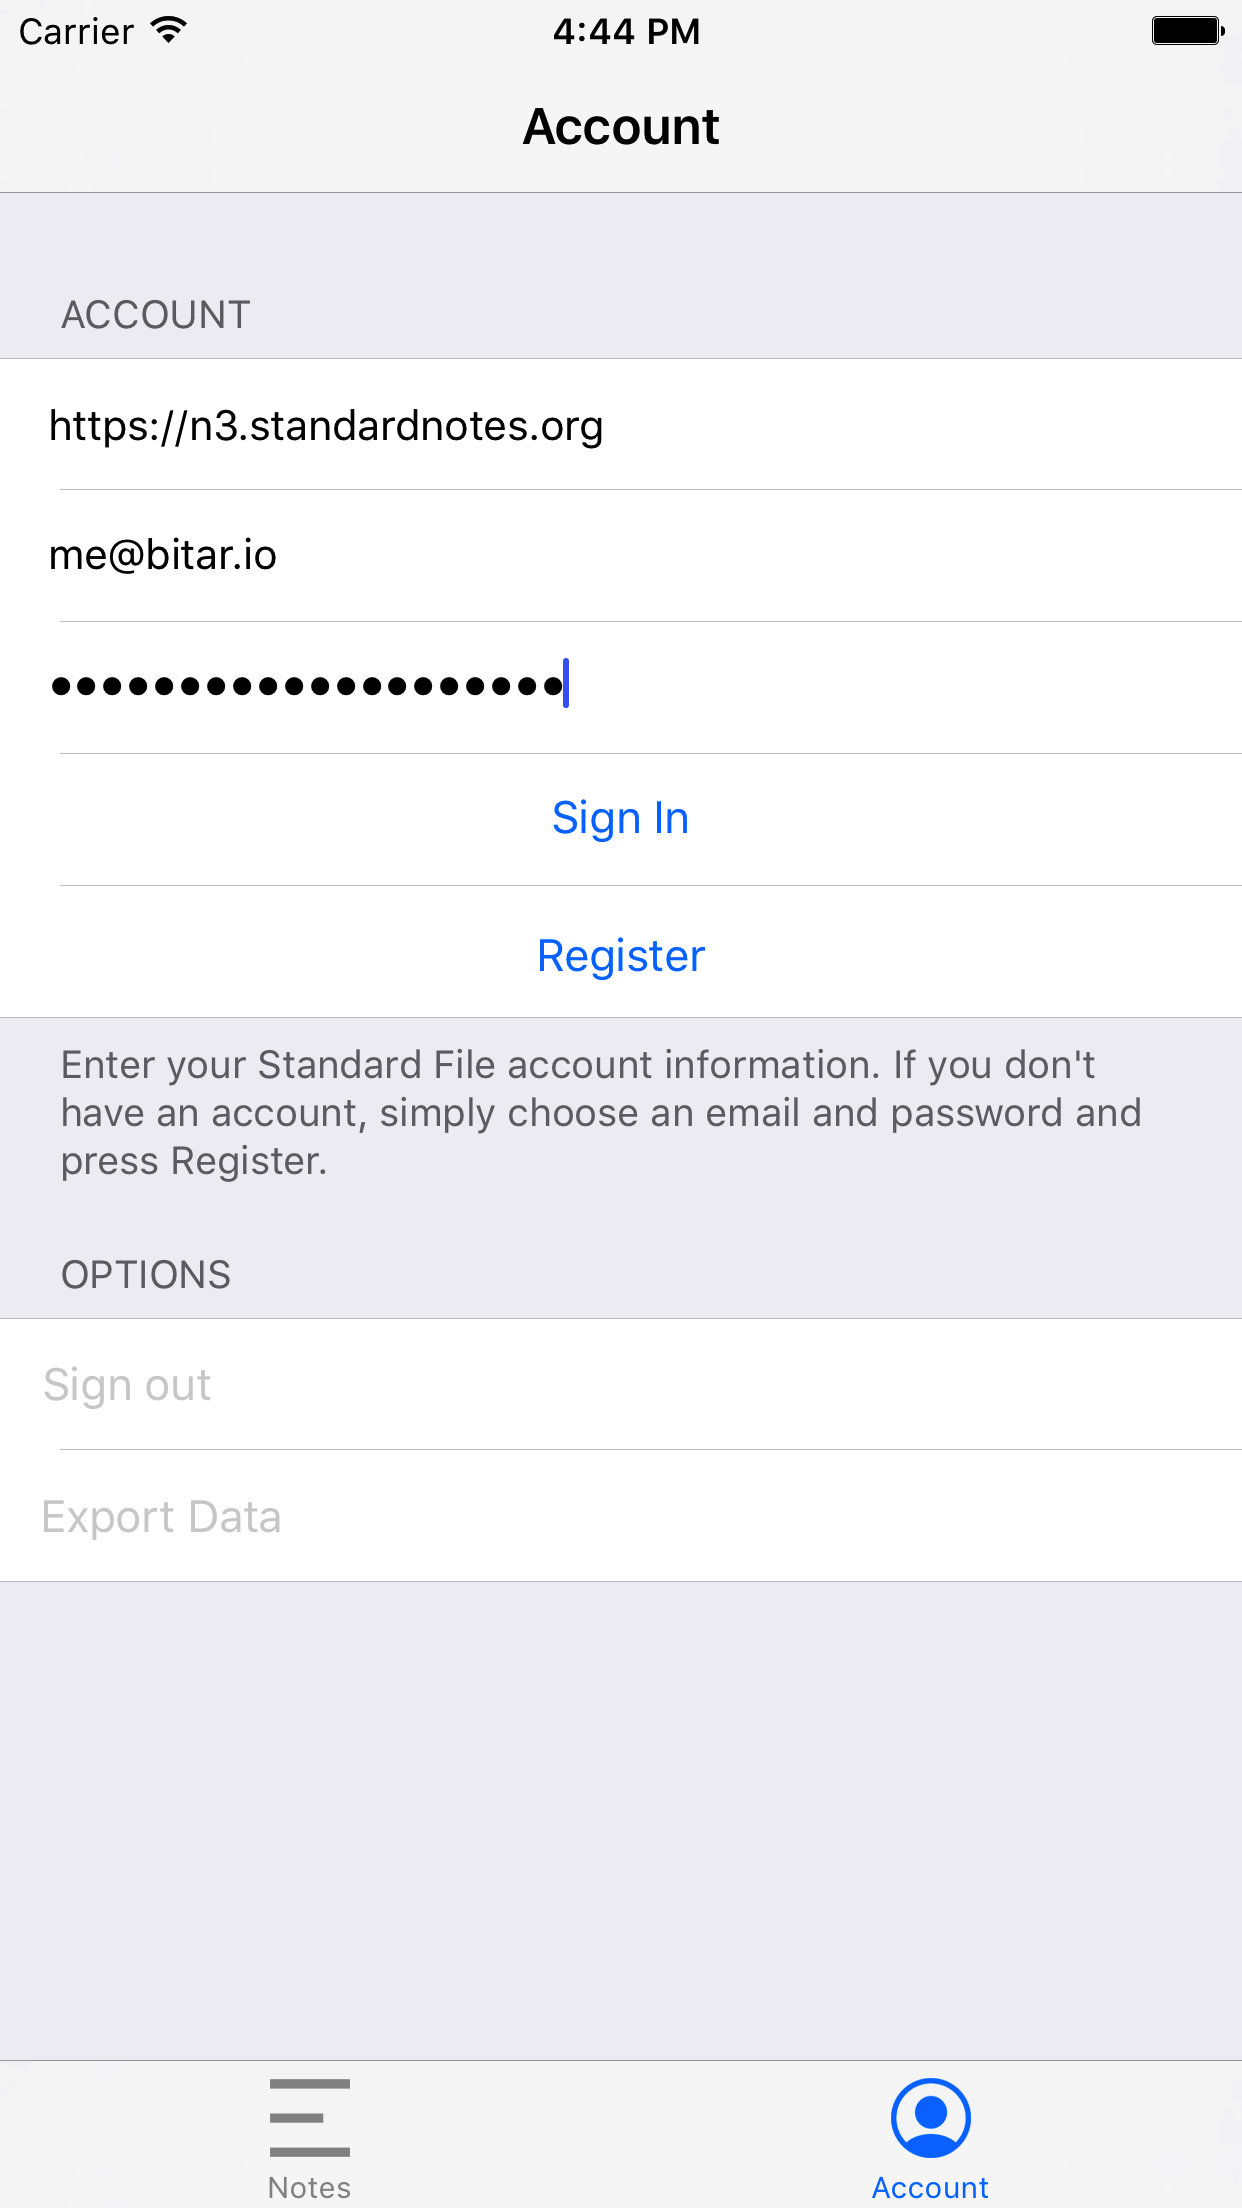 Carrier 4:44 PM
Account
ACCOUNT
https://n3.standardnotes.org
me@bitar.io
●●●●●●●●●●●●●●●●●●●●
Sign In
Register
Enter your Standard File account information. If you don't
have an account, simply choose an email and password and
press Register.
OPTIONS
Sign out
Export Data
Notes Account